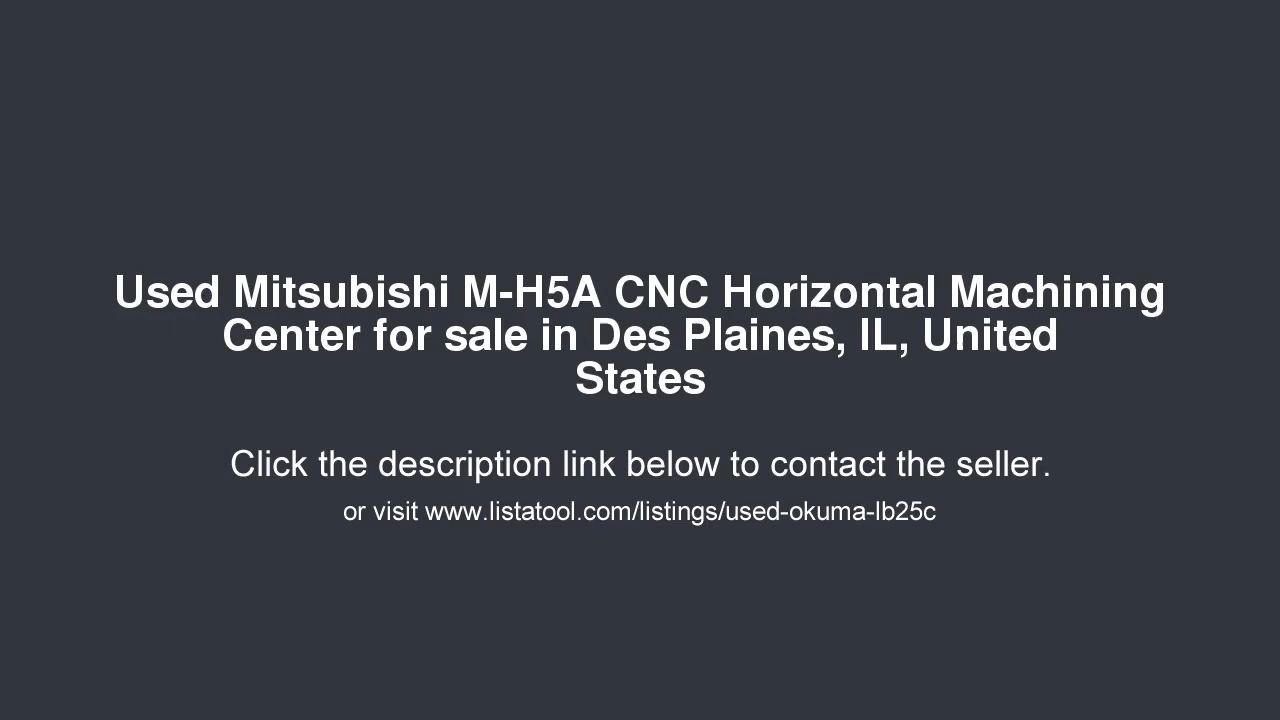 Used Mitsubishi M-H5A CNC Horizontal Machining
Center for sale in Des Plaines, IL, United
States
Click the description link below to contact the seller.
or visit www.listatool.com/listings/used-okuma-lb25c